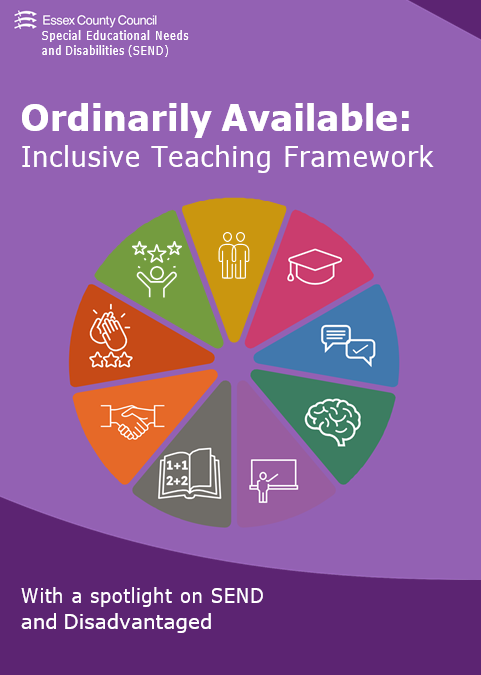 Essex County Council
Special Educational Needs
and Disabilities (SEND)
Ordinarily Available:
Inclusive Teaching Framework
1+1
2+2
With a spotlight on SEND
and Disadvantaged